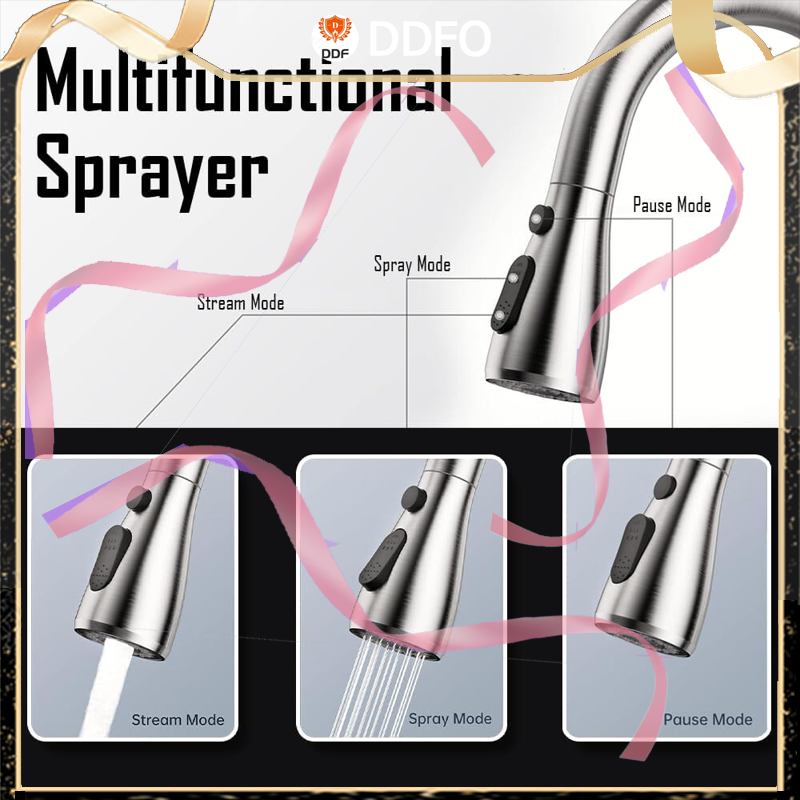 DDFO
DDF
Multifunctional
Sprayer
Pause Mode
Spray Mode
Stream Mode
Stream Mode
Spray Mode
Pause Mode